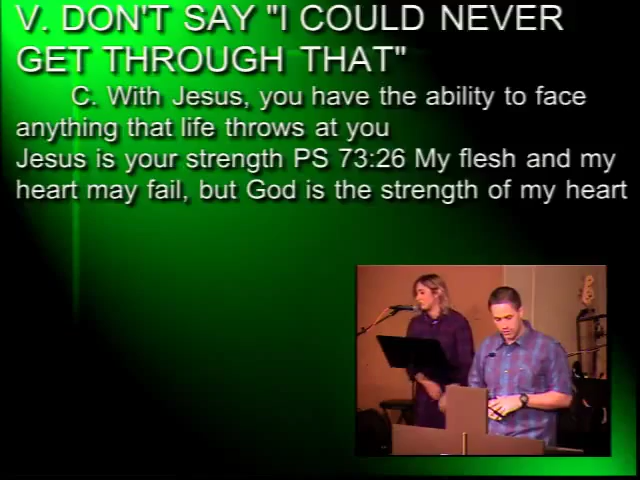 V. DON'T SAY "I COULD NEVER
GET THROUGH THAT"
C. With Jesus, you have the ability to face
anything that life throws at you
Jesus is your strength PS 73:26 My flesh and my
heart may fail, but God is the strength of my heart